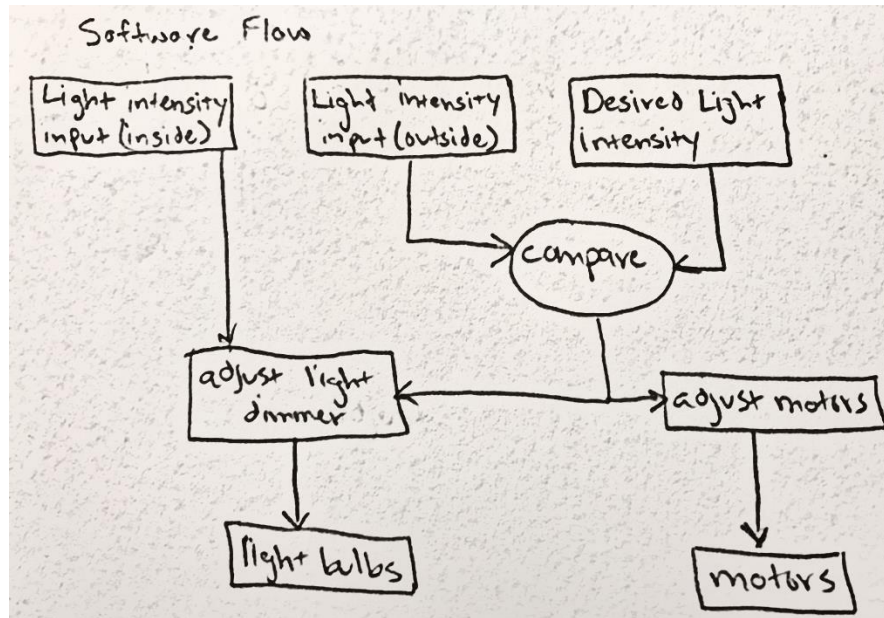 Software Flow
Light intensity
input (inside)
Light intensity
input (outside)
Desired Light
intensity
compare
adjust light
dimmer
adjust motors
light bulbs
motors